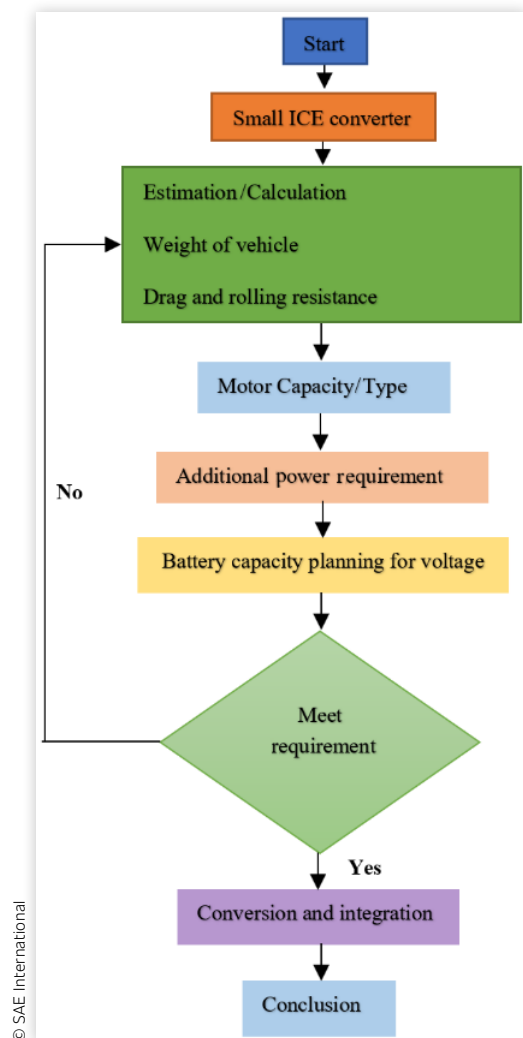 Start
Small ICE converter
Estimation/Calculation
Weight of vehicle
Drag and rolling resistance
Motor Capacity/Type
Additional power requirement
No
Battery capacity planning for voltage
Meet
requirement
Yes
Conversion and integration
Conclusion
© SAE International